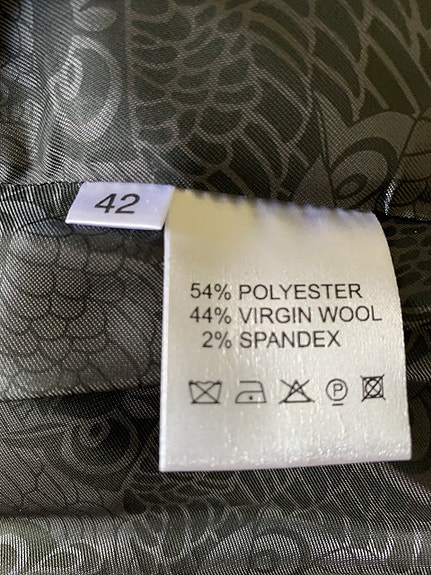 42
54% POLYESTER
44% VIRGIN WOOL
2% SPANDEX
P